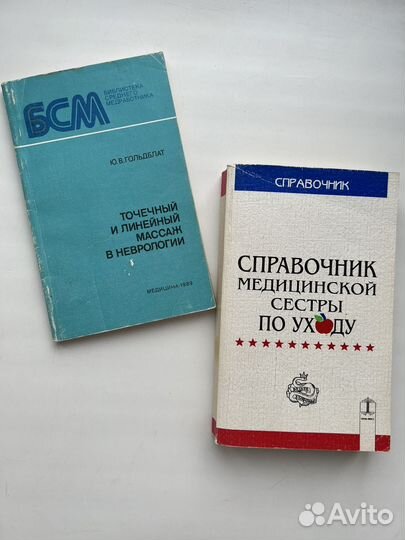 БСМ
БИБЛИОТЕКА
СРЕДНЕГО
МЕДРАБОТНИКА
Ю.В.ГОЛЬДБЛАТ
ТОЧЕЧНЫЙ
И ЛИНЕЙНЫЙ
МАССАЖ
В НЕВРОЛОГИИ
МЕДИЦИНА·1989
СПРАВОЧНИК
СПРАВОЧНИК
МЕДИЦИНСКОЙ
СЕСТРЫ
ПО УХОДУ
Avito